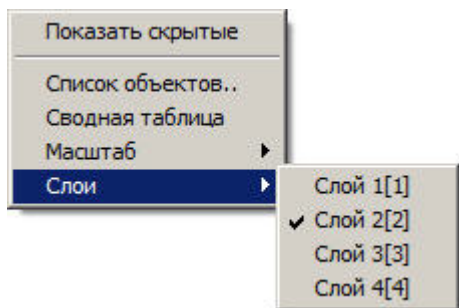 Показать скрытые
Список объектов..
Сводная таблица
Масштаб
Слои
Слой 1[1]
Слой 2[2]
Слой 3[3]
Слой 4[4]